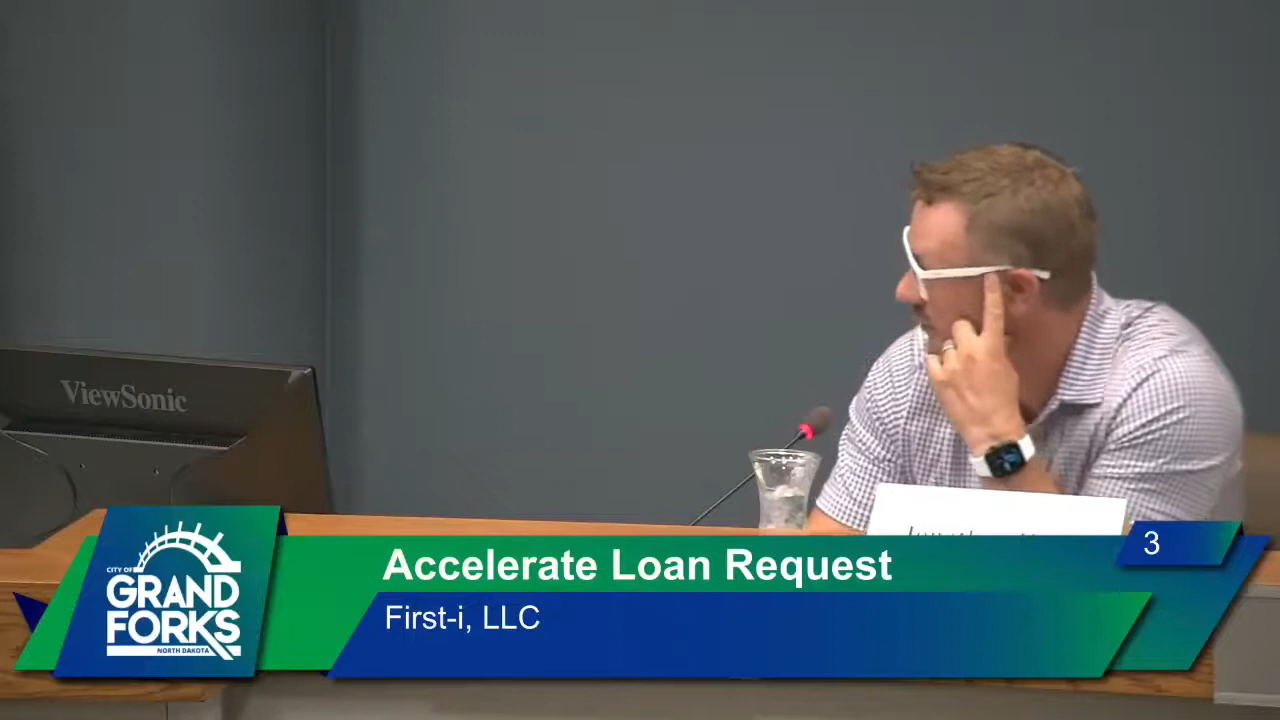 ViewSonic
Accelerate Loan Request
3
First-i, LLC
CITY OF
GRAND
FORKS
NORTH DAKOTA